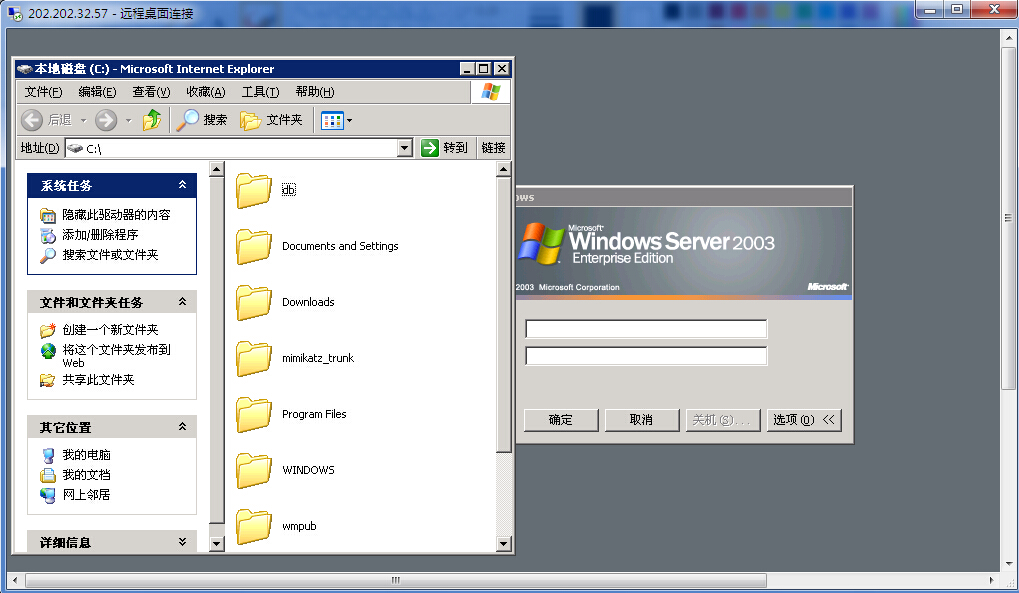 202.202.32.57 - 远程桌面连接
本地磁盘 (C:) - Microsoft Internet Explorer
文件(F) 编辑(E) 查看(V) 收藏(A) 工具(T) 帮助(H)
后退 搜索 文件夹
地址(D) C:\ 转到 链接
系统任务
隐藏此驱动器的内容
添加/删除程序
搜索文件或文件夹
文件和文件夹任务
创建一个新文件夹
将这个文件夹发布到
Web
共享此文件夹
其它位置
我的电脑
我的文档
网上邻居
详细信息
db
Documents and Settings
Downloads
mimikatz_trunk
Program Files
WINDOWS
wmpub
ows
Microsoft
Windows Server 2003
Enterprise Edition
2003 Microsoft Corporation
Microsoft
确定 取消 关机(S)... 选项(O) <<